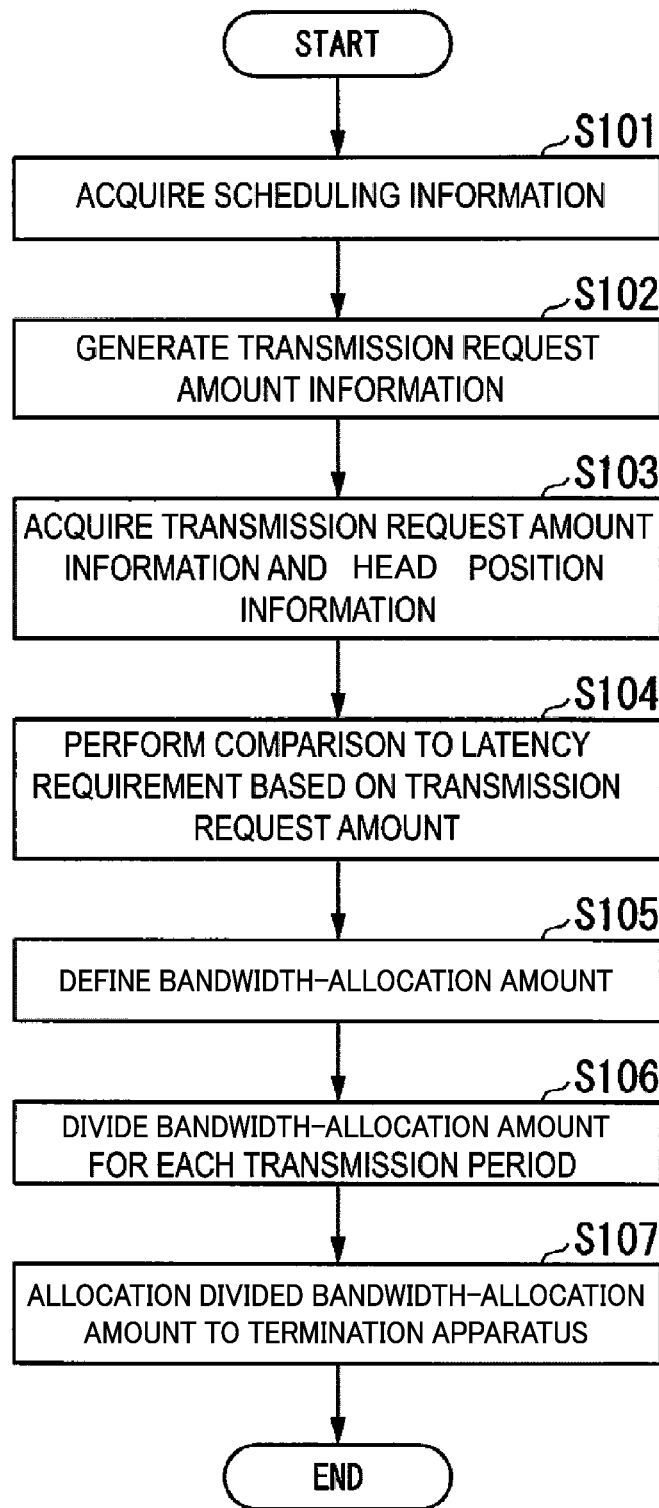 START
S101
ACQUIRE SCHEDULING INFORMATION
S102
GENERATE TRANSMISSION REQUEST
AMOUNT INFORMATION
S103
ACQUIRE TRANSMISSION REQUEST AMOUNT
INFORMATION AND HEAD POSITION
INFORMATION
S104
PERFORM COMPARISON TO LATENCY
REQUIREMENT BASED ON TRANSMISSION
REQUEST AMOUNT
S105
DEFINE BANDWIDTH-ALLOCATION AMOUNT
S106
DIVIDE BANDWIDTH-ALLOCATION AMOUNT
FOR EACH TRANSMISSION PERIOD
S107
ALLOCATION DIVIDED BANDWIDTH-ALLOCATION
AMOUNT TO TERMINATION APPARATUS
END